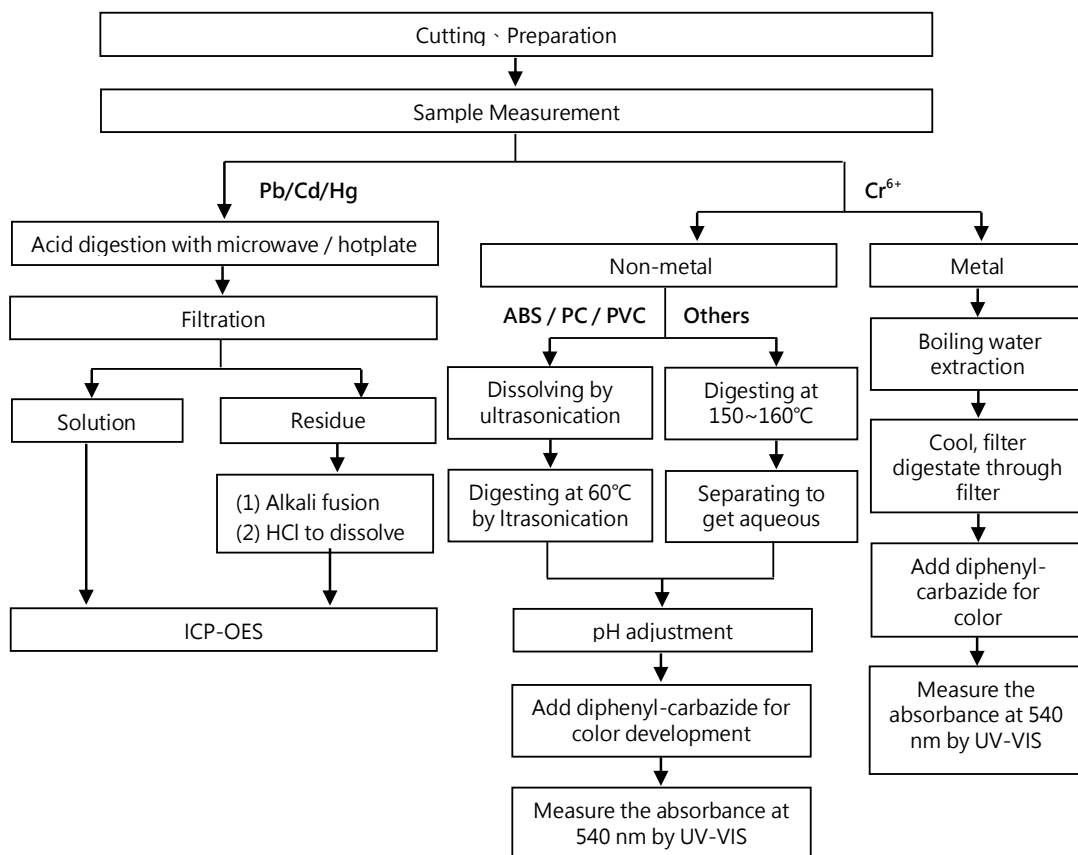 Cutting、Preparation
Sample Measurement
Pb/Cd/Hg
Cr⁶⁺
Acid digestion with microwave / hotplate
Non-metal
Metal
Filtration
ABS / PC / PVC
Others
Boiling water
extraction
Solution
Residue
Dissolving by
ultrasonication
Digesting at
150~160℃
Cool, filter
digestate through
filter
(1) Alkali fusion
(2) HCl to dissolve
Digesting at 60℃
by ltrasonication
Separating to
get aqueous
Add diphenyl-
carbazide for
color
ICP-OES
pH adjustment
Measure the
absorbance at 540
nm by UV-VIS
Add diphenyl-carbazide for
color development
Measure the absorbance at
540 nm by UV-VIS